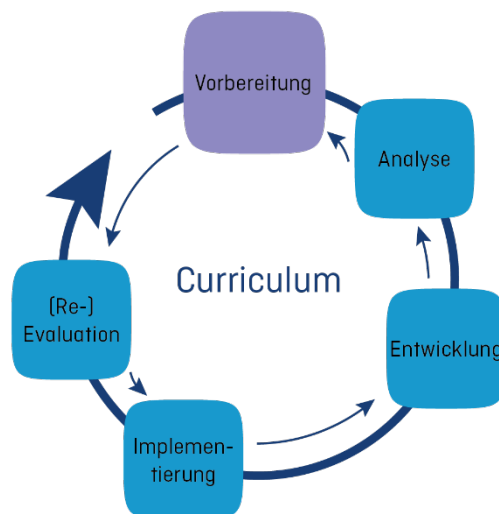 Vorbereitung
Analyse
Curriculum
(Re-)
Evaluation
Entwicklung
Implemen-
tierung